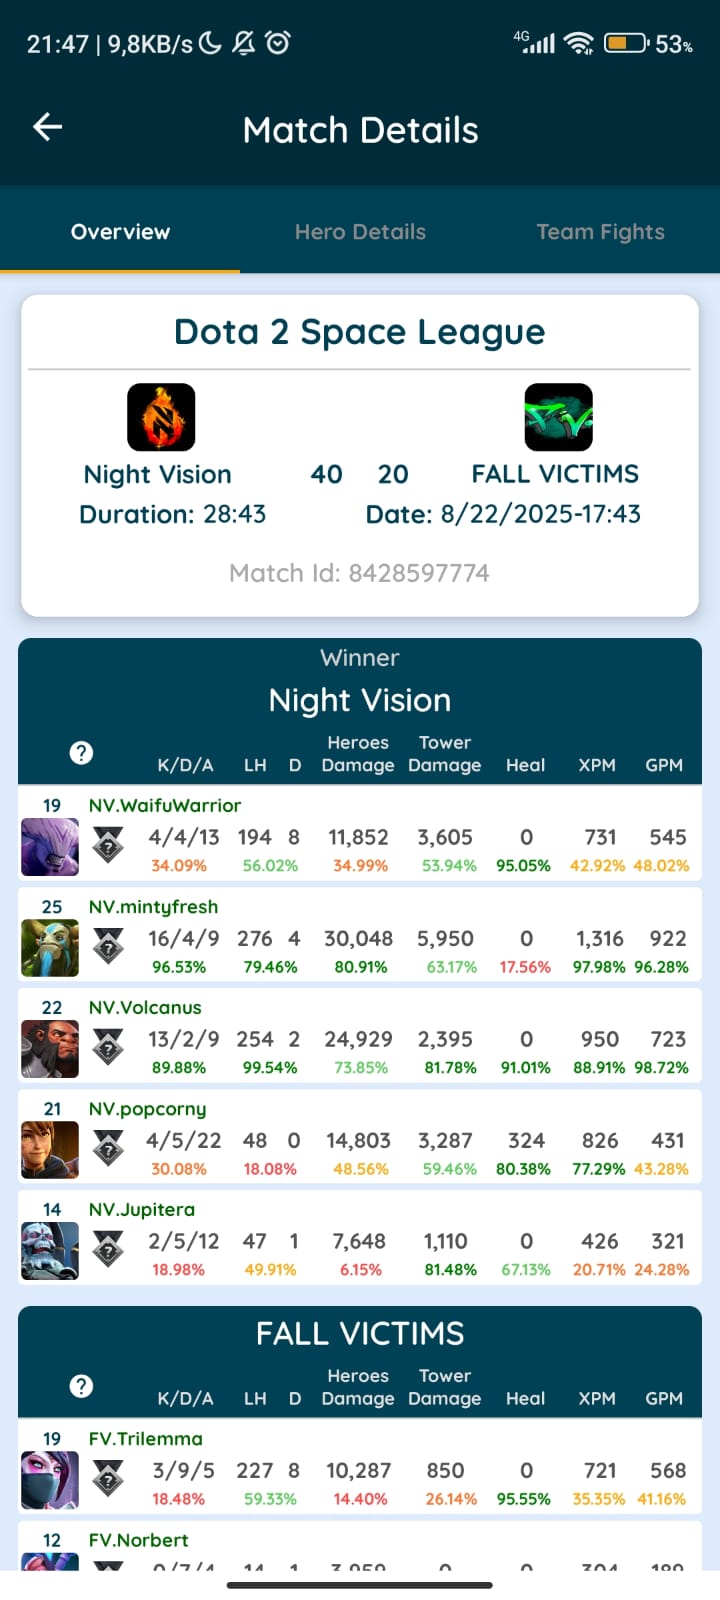 21:47 | 9,8KB/s 4G 53%
Match Details
Overview Hero Details Team Fights
Dota 2 Space League
Night Vision 40 20 FALL VICTIMS
Duration: 28:43 Date: 8/22/2025-17:43
Match Id: 8428597774
Winner
Night Vision
Heroes Tower
? K/D/A LH D Damage Damage Heal XPM GPM
19 NV.WaifuWarrior
? 4/4/13 194 8 11,852 3,605 0 731 545
34.09% 56.02% 34.99% 53.94% 95.05% 42.92% 48.02%
25 NV.mintyfresh
? 16/4/9 276 4 30,048 5,950 0 1,316 922
96.53% 79.46% 80.91% 63.17% 17.56% 97.98% 96.28%
22 NV.Volcanus
? 13/2/9 254 2 24,929 2,395 0 950 723
89.88% 99.54% 73.85% 81.78% 91.01% 88.91% 98.72%
21 NV.popcorny
? 4/5/22 48 0 14,803 3,287 324 826 431
30.08% 18.08% 48.56% 59.46% 80.38% 77.29% 43.28%
14 NV.Jupitera
? 2/5/12 47 1 7,648 1,110 0 426 321
18.98% 49.91% 6.15% 81.48% 67.13% 20.71% 24.28%
FALL VICTIMS
Heroes Tower
? K/D/A LH D Damage Damage Heal XPM GPM
19 FV.Trilemma
? 3/9/5 227 8 10,287 850 0 721 568
18.48% 59.33% 14.40% 26.14% 95.55% 35.35% 41.16%
12 FV.Norbert